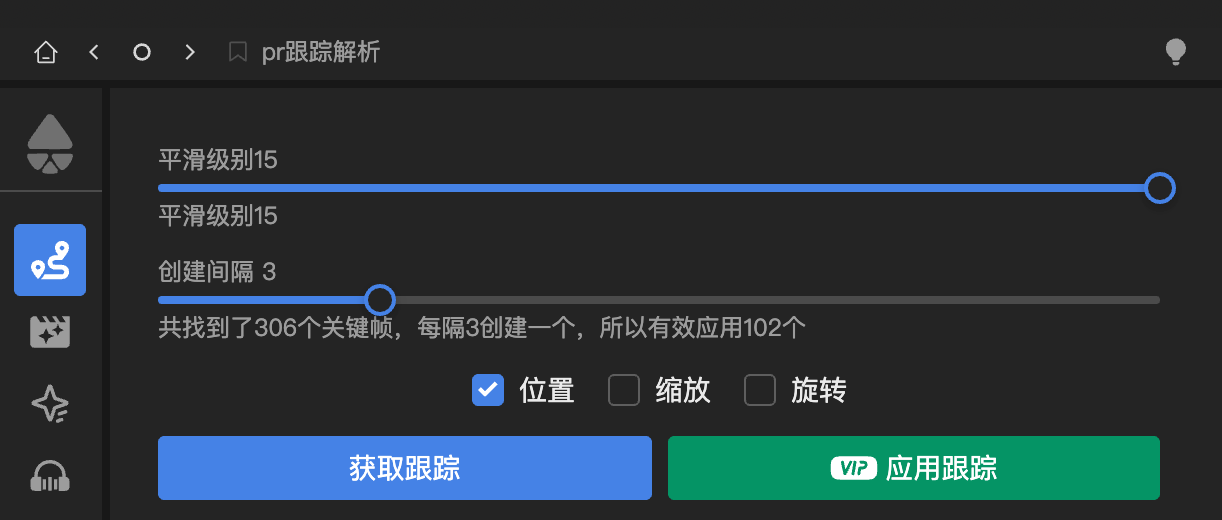 pr跟踪解析
平滑级别15
平滑级别15
创建间隔 3
共找到了306个关键帧，每隔3创建一个，所以有效应用102个
位置 缩放 旋转
获取跟踪 VIP 应用跟踪